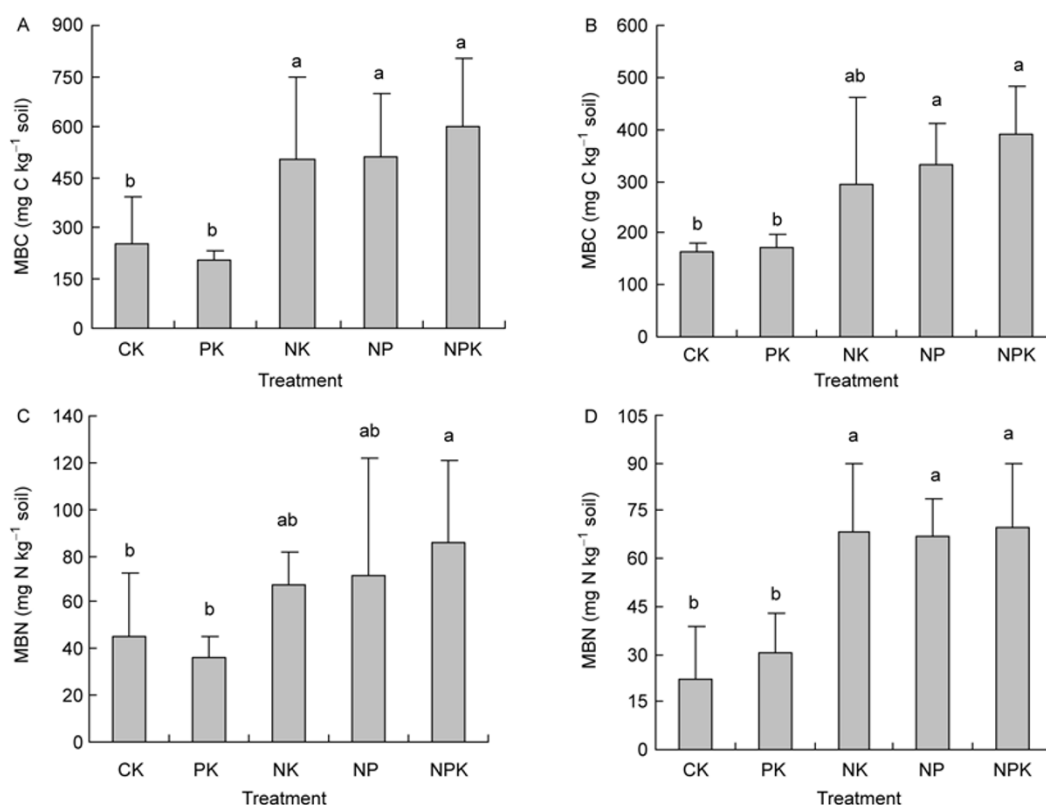 A
MBC (mg C kg⁻¹ soil)
900
750
600
450
300
150
0
b
b
a
a
a
CK PK NK NP NPK
Treatment
B
MBC (mg C kg⁻¹ soil)
600
500
400
300
200
100
0
b
b
ab
a
a
CK PK NK NP NPK
Treatment
C
MBN (mg N kg⁻¹ soil)
140
120
100
80
60
40
20
0
b
b
ab
ab
a
CK PK NK NP NPK
Treatment
D
MBN (mg N kg⁻¹ soil)
105
90
75
60
45
30
15
0
b
b
a
a
a
CK PK NK NP NPK
Treatment